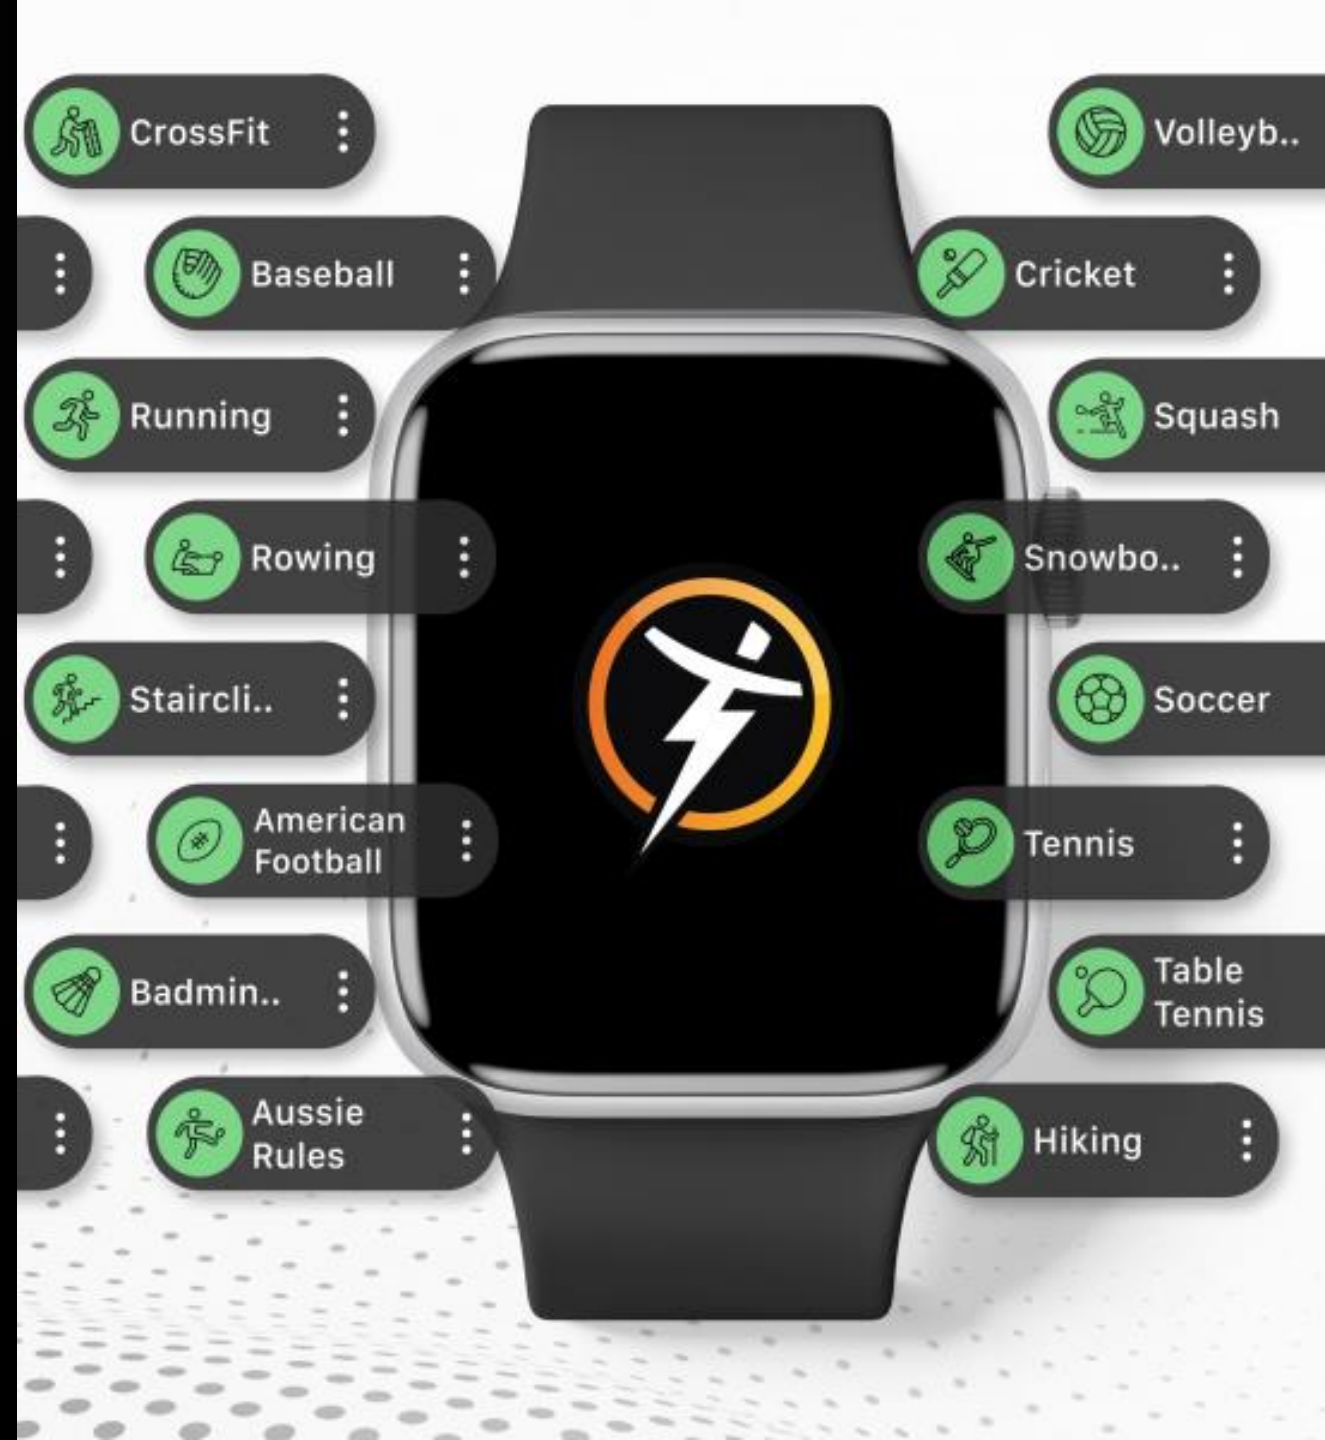 CrossFit
Volleyb..
Baseball
Cricket
Running
Squash
Rowing
Snowbo..
Staircli..
Soccer
American
Football
Tennis
Badmin..
Table
Tennis
Aussie
Rules
Hiking